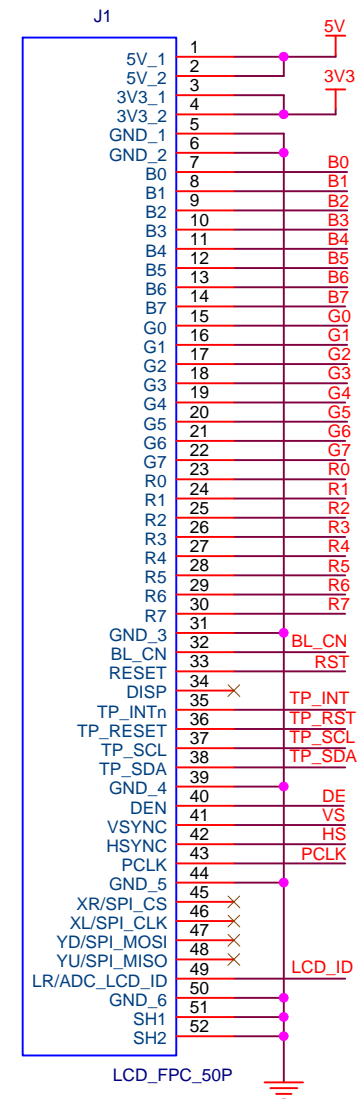 J1
5V
5V_1 1
5V_2 2
3V3
3V3_1 3
3V3_2 4
GND_1 5
GND_2 6
B0 7 B0
B1 8 B1
B2 9 B2
B3 10 B3
B4 11 B4
B5 12 B5
B6 13 B6
B7 14 B7
G0 15 G0
G1 16 G1
G2 17 G2
G3 18 G3
G4 19 G4
G5 20 G5
G6 21 G6
G7 22 G7
R0 23 R0
R1 24 R1
R2 25 R2
R3 26 R3
R4 27 R4
R5 28 R5
R6 29 R6
R7 30 R7
GND_3 31
BL_CN 32 BL_CN
RESET 33 RST
DISP 34
TP_INTn 35 TP_INT
TP_RESET 36 TP_RST
TP_SCL 37 TP_SCL
TP_SDA 38 TP_SDA
GND_4 39
DEN 40 DE
VSYNC 41 VS
HSYNC 42 HS
PCLK 43 PCLK
GND_5 44
XR/SPI_CS 45
XL/SPI_CLK 46
YD/SPI_MOSI 47
YU/SPI_MISO 48
LR/ADC_LCD_ID 49 LCD_ID
GND_6 50
SH1 51
SH2 52
LCD_FPC_50P